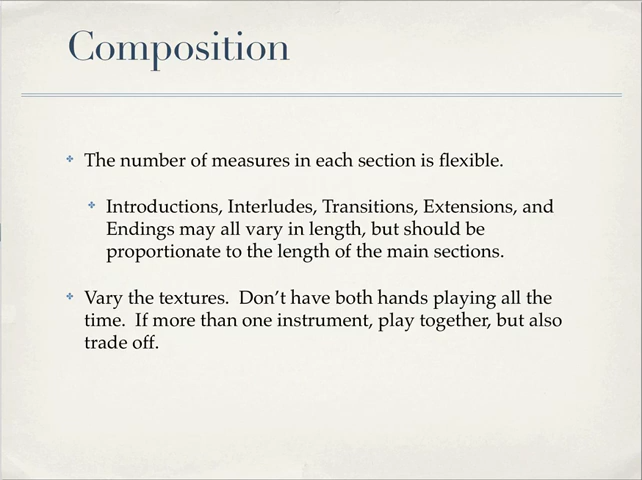 Composition
The number of measures in each section is flexible.
Introductions, Interludes, Transitions, Extensions, and
Endings may all vary in length, but should be
proportionate to the length of the main sections.
Vary the textures.  Don’t have both hands playing all the
time.  If more than one instrument, play together, but also
trade off.